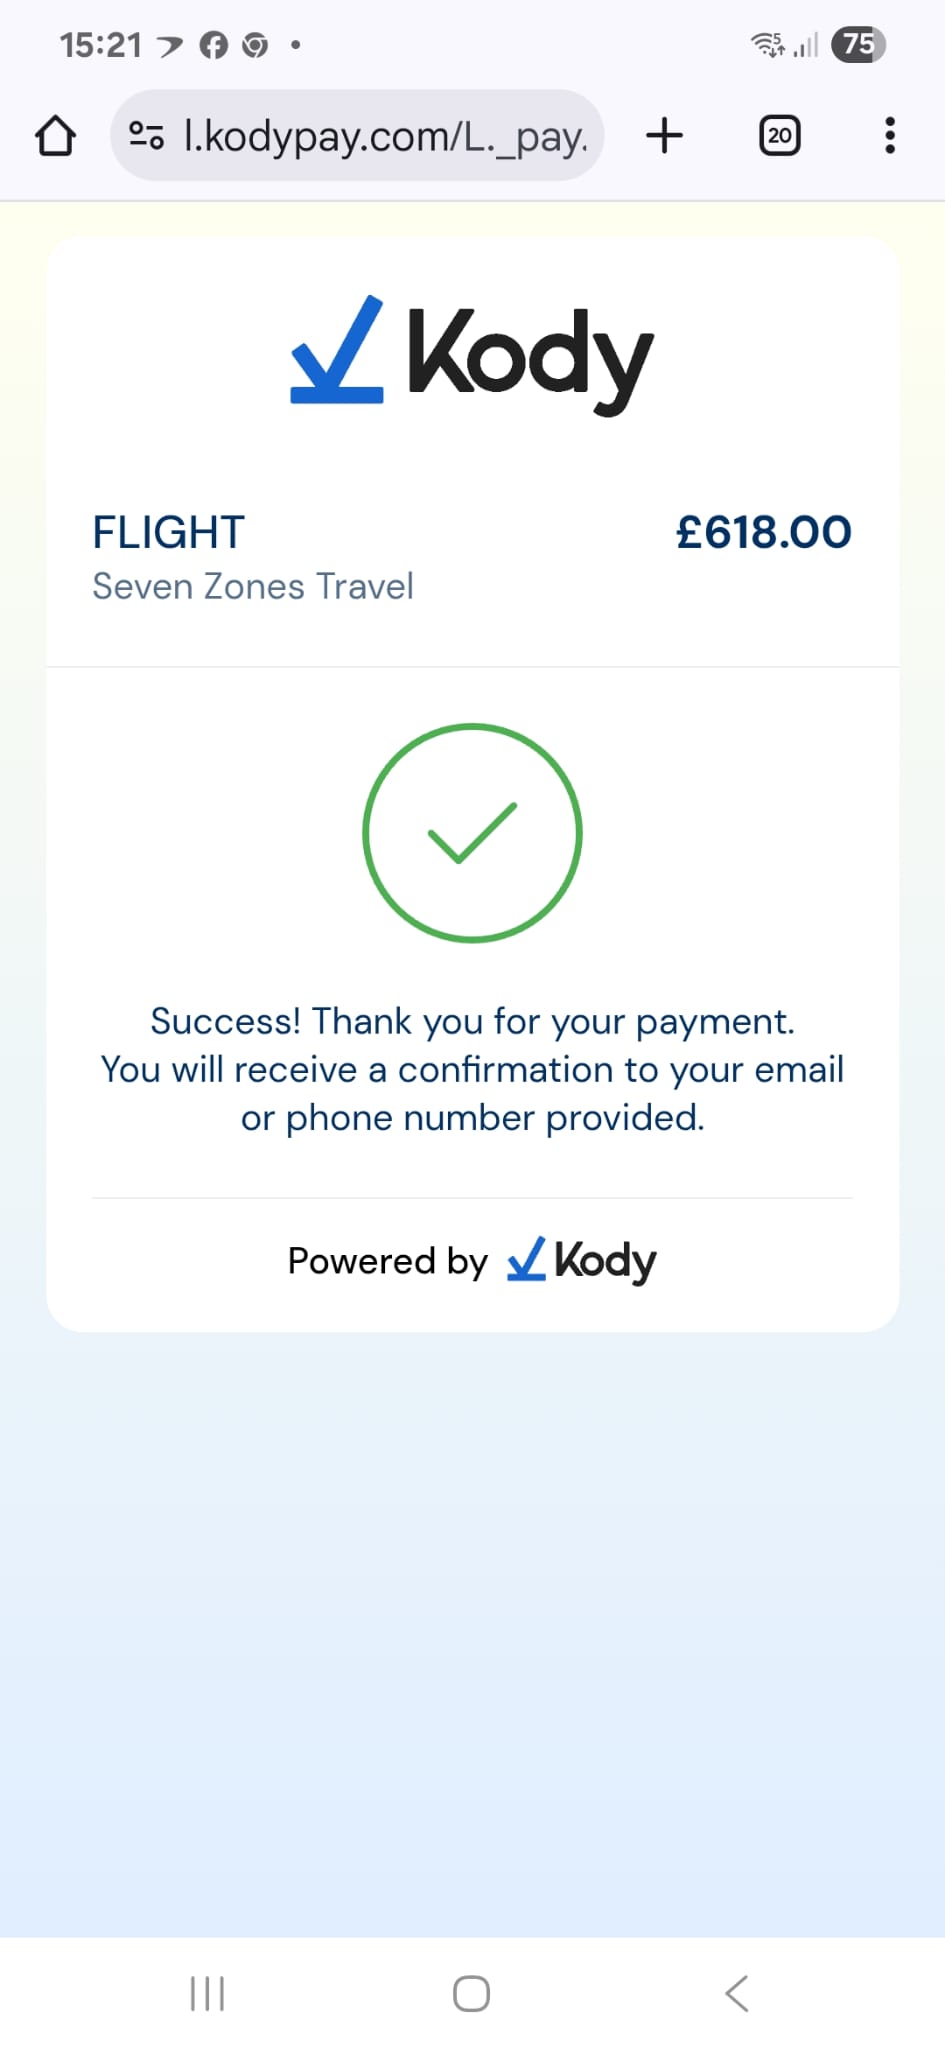 15:21
5
75
l.kodypay.com/L._pay.
20
Kody
FLIGHT £618.00
Seven Zones Travel
Success! Thank you for your payment.
You will receive a confirmation to your email
or phone number provided.
Powered by Kody